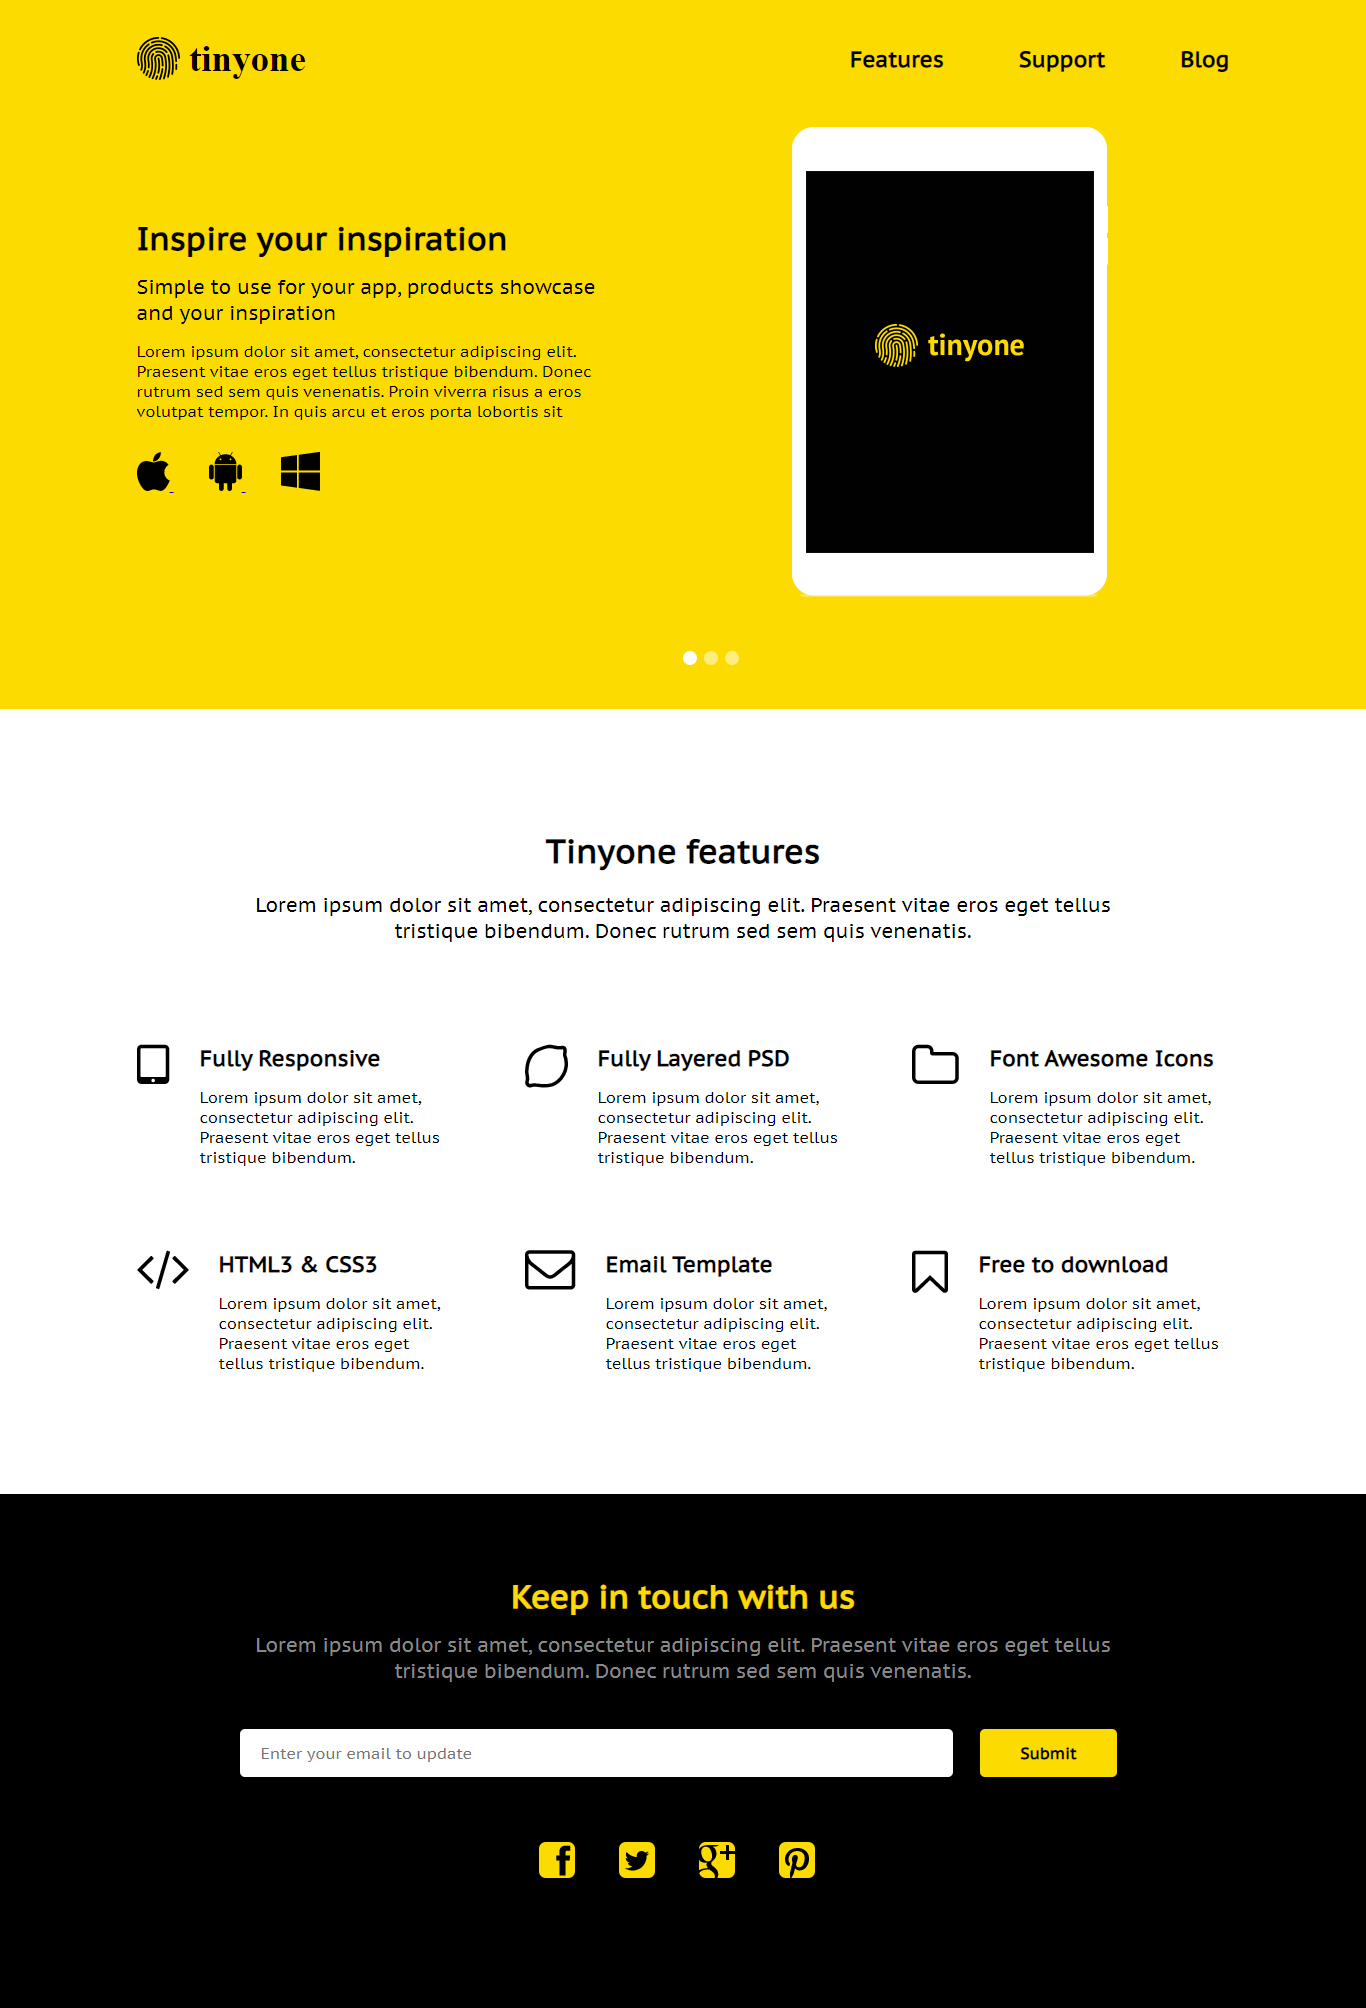 tinyone
Features Support Blog
Inspire your inspiration
Simple to use for your app, products showcase
and your inspiration
Lorem ipsum dolor sit amet, consectetur adipiscing elit.
Praesent vitae eros eget tellus tristique bibendum. Donec
rutrum sed sem quis venenatis. Proin viverra risus a eros
volutpat tempor. In quis arcu et eros porta lobortis sit
tinyone
Tinyone features
Lorem ipsum dolor sit amet, consectetur adipiscing elit. Praesent vitae eros eget tellus
tristique bibendum. Donec rutrum sed sem quis venenatis.
Fully Responsive
Lorem ipsum dolor sit amet,
consectetur adipiscing elit.
Praesent vitae eros eget tellus
tristique bibendum.
Fully Layered PSD
Lorem ipsum dolor sit amet,
consectetur adipiscing elit.
Praesent vitae eros eget tellus
tristique bibendum.
Font Awesome Icons
Lorem ipsum dolor sit amet,
consectetur adipiscing elit.
Praesent vitae eros eget
tellus tristique bibendum.
HTML3 & CSS3
Lorem ipsum dolor sit amet,
consectetur adipiscing elit.
Praesent vitae eros eget
tellus tristique bibendum.
Email Template
Lorem ipsum dolor sit amet,
consectetur adipiscing elit.
Praesent vitae eros eget
tellus tristique bibendum.
Free to download
Lorem ipsum dolor sit amet,
consectetur adipiscing elit.
Praesent vitae eros eget tellus
tristique bibendum.
Keep in touch with us
Lorem ipsum dolor sit amet, consectetur adipiscing elit. Praesent vitae eros eget tellus
tristique bibendum. Donec rutrum sed sem quis venenatis.
Enter your email to update
Submit